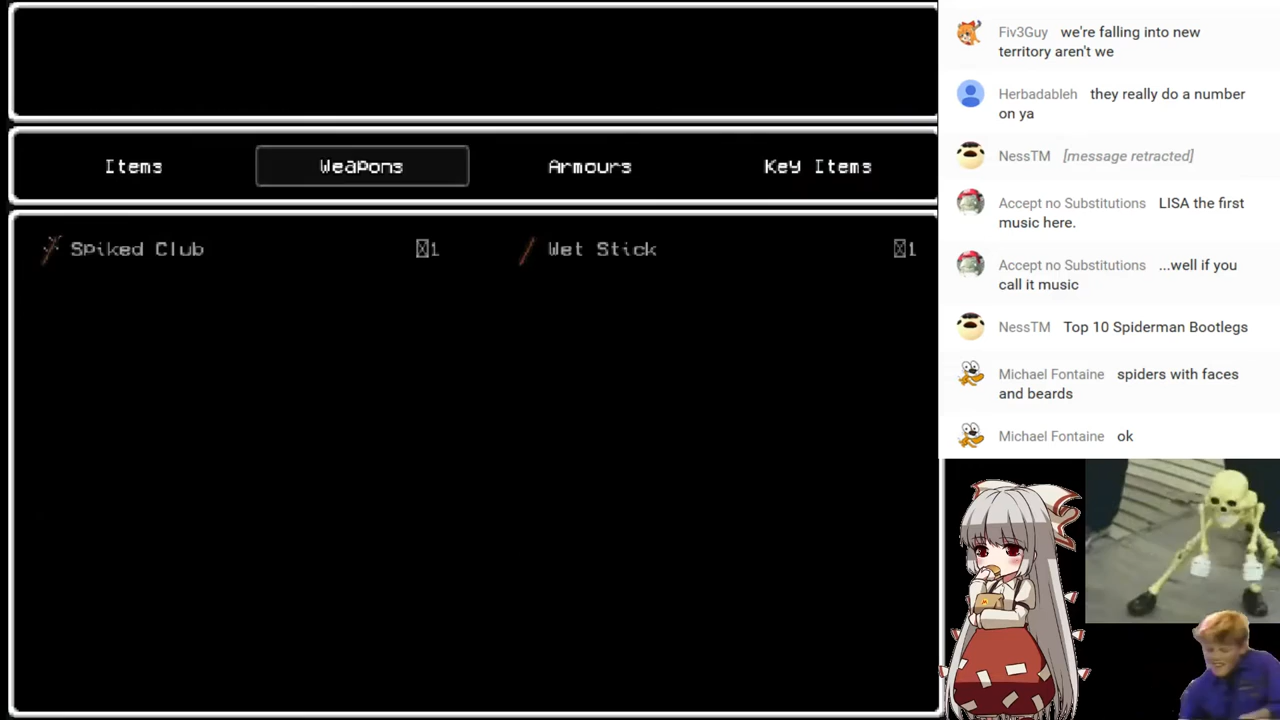 Items Weapons Armours Key Items
Spiked Club 1 Wet Stick 1
Fiv3Guy we're falling into new
territory aren't we
Herbadableh they really do a number
on ya
NessTM [message retracted]
Accept no Substitutions LISA the first
music here.
Accept no Substitutions ...well if you
call it music
NessTM Top 10 Spiderman Bootlegs
Michael Fontaine spiders with faces
and beards
Michael Fontaine ok